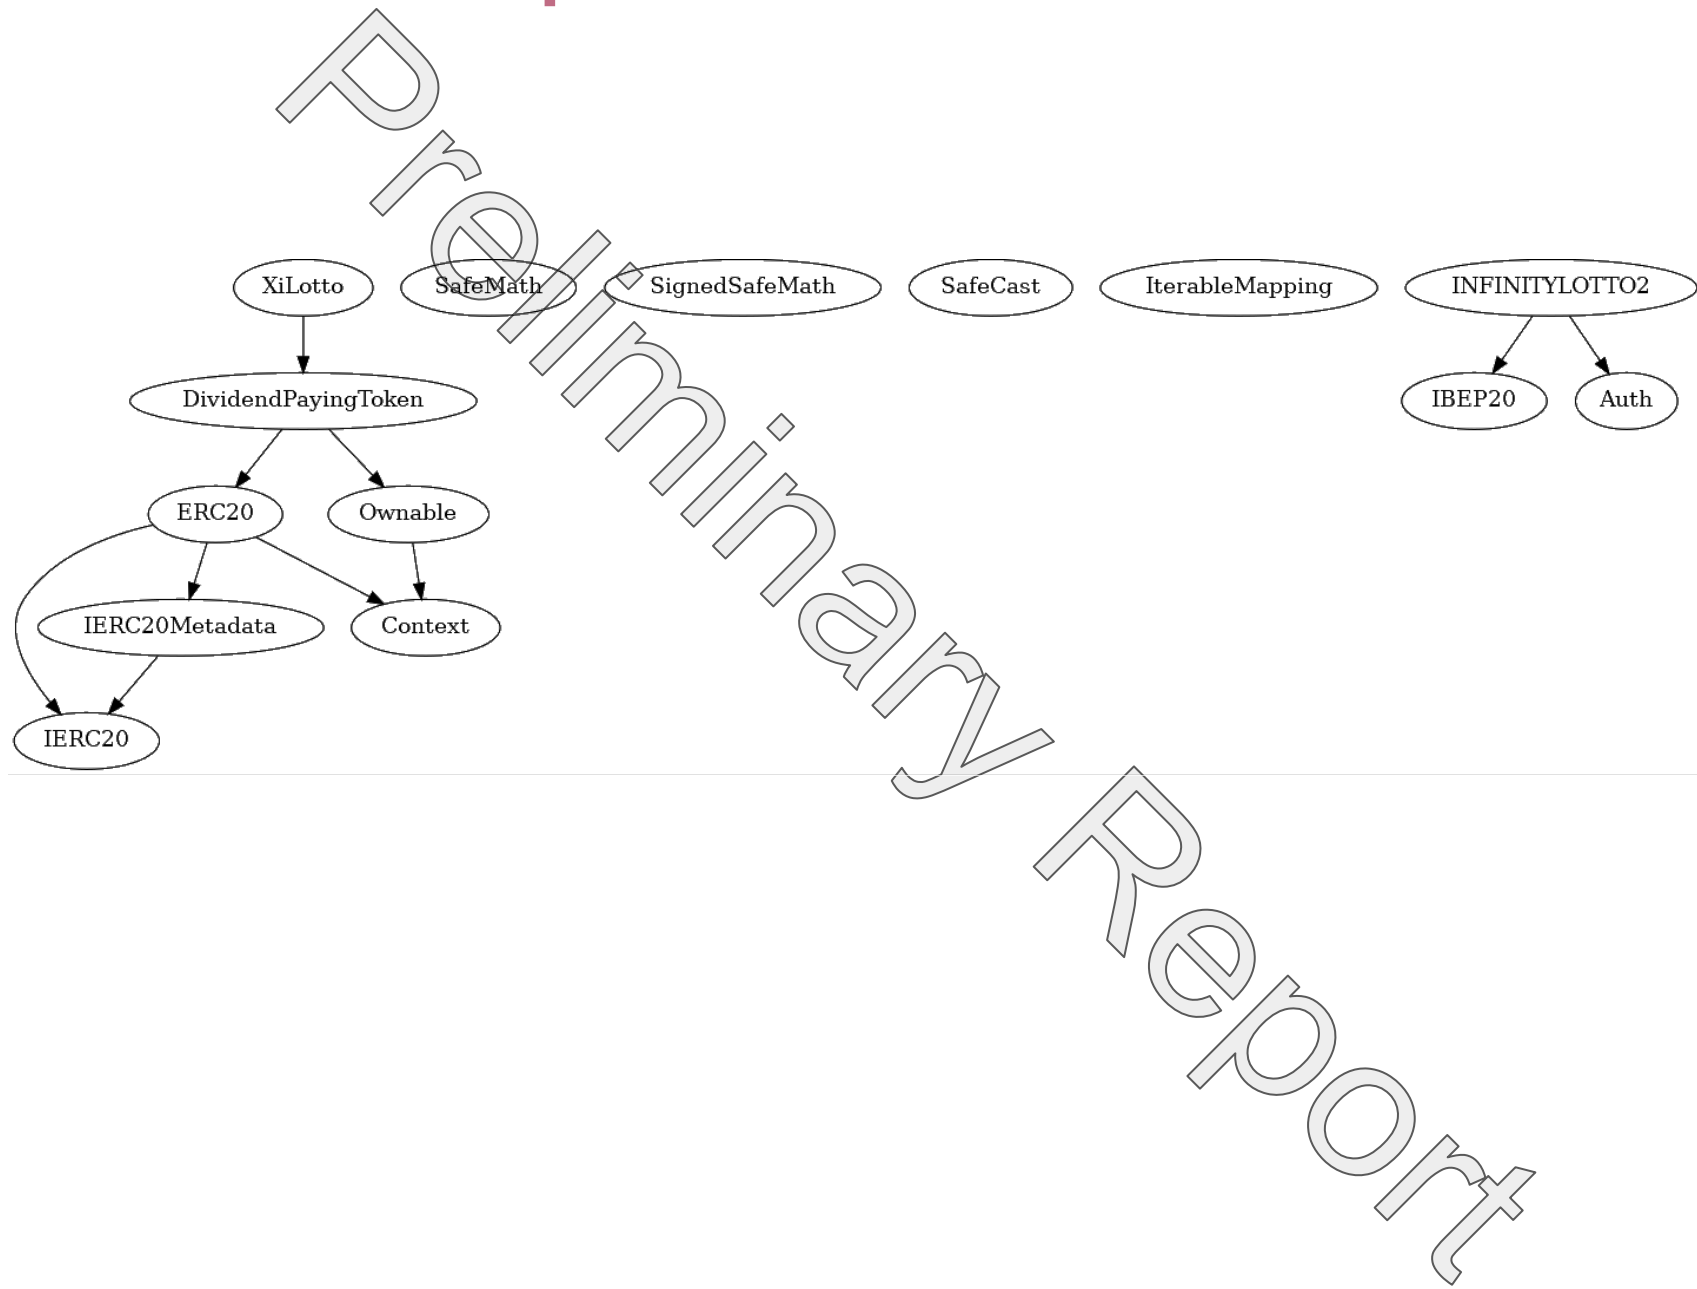 Preliminary Report
XiLotto SafeMath SignedSafeMath SafeCast IterableMapping INFINITYLOTTO2
DividendPayingToken IBEP20 Auth
ERC20 Ownable
IERC20Metadata Context
IERC20